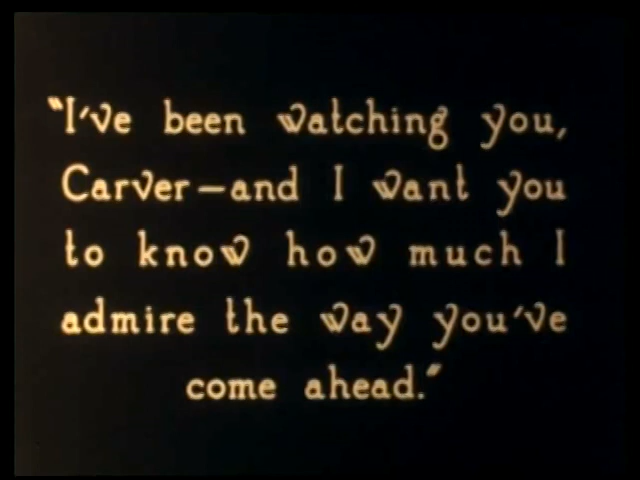 "I've been watching you,
Carver—and I want you
to know how much I
admire the way you've
come ahead."